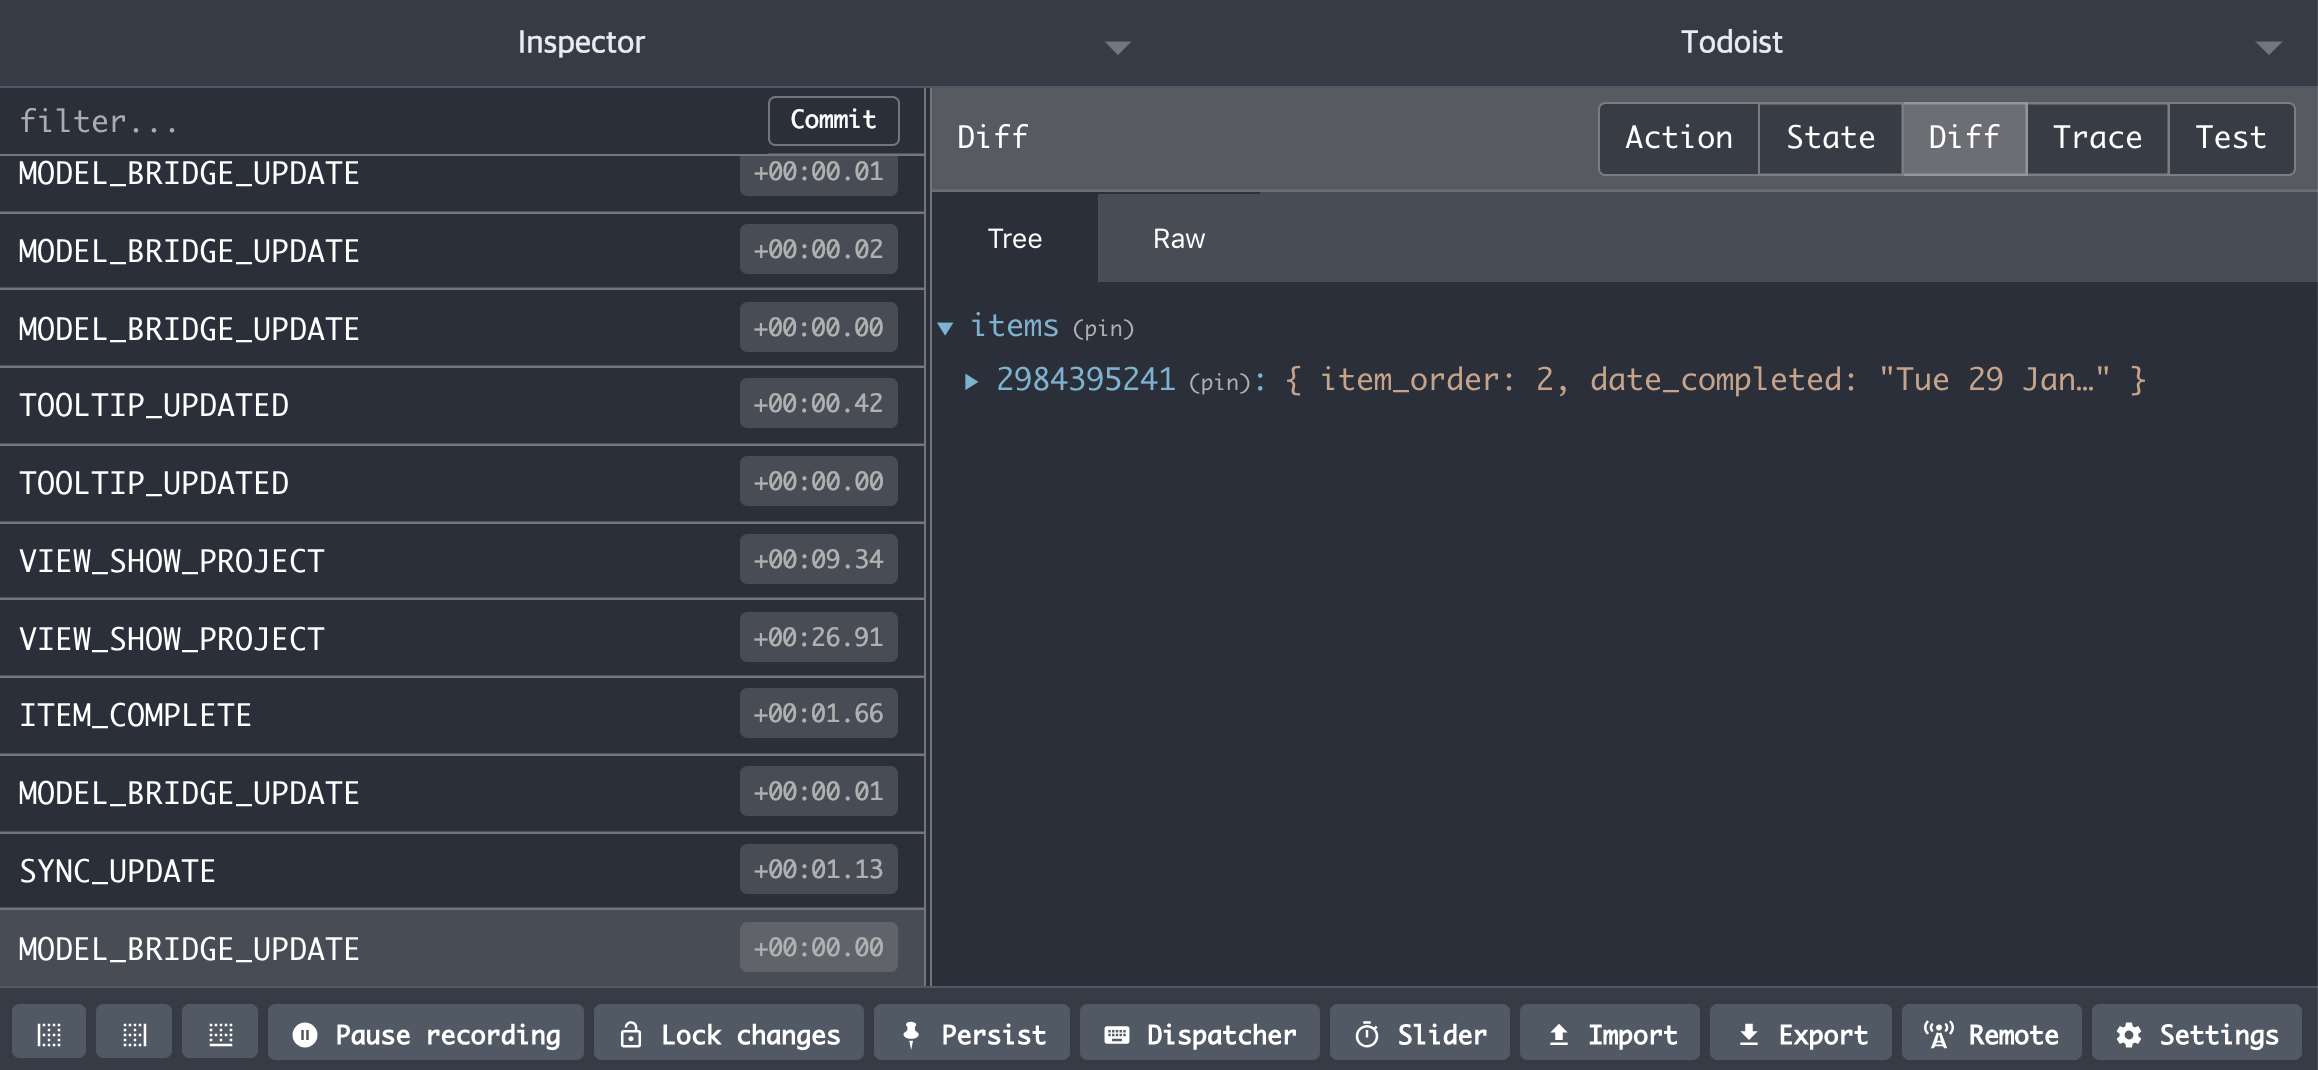 Inspector
Todoist
filter...
Commit
MODEL_BRIDGE_UPDATE +00:00.01
MODEL_BRIDGE_UPDATE +00:00.02
MODEL_BRIDGE_UPDATE +00:00.00
TOOLTIP_UPDATED +00:00.42
TOOLTIP_UPDATED +00:00.00
VIEW_SHOW_PROJECT +00:09.34
VIEW_SHOW_PROJECT +00:26.91
ITEM_COMPLETE +00:01.66
MODEL_BRIDGE_UPDATE +00:00.01
SYNC_UPDATE +00:01.13
MODEL_BRIDGE_UPDATE +00:00.00
Diff
Action State Diff Trace Test
Tree Raw
items (pin)
2984395241 (pin): { item_order: 2, date_completed: "Tue 29 Jan…" }
Pause recording Lock changes Persist Dispatcher Slider Import Export Remote Settings